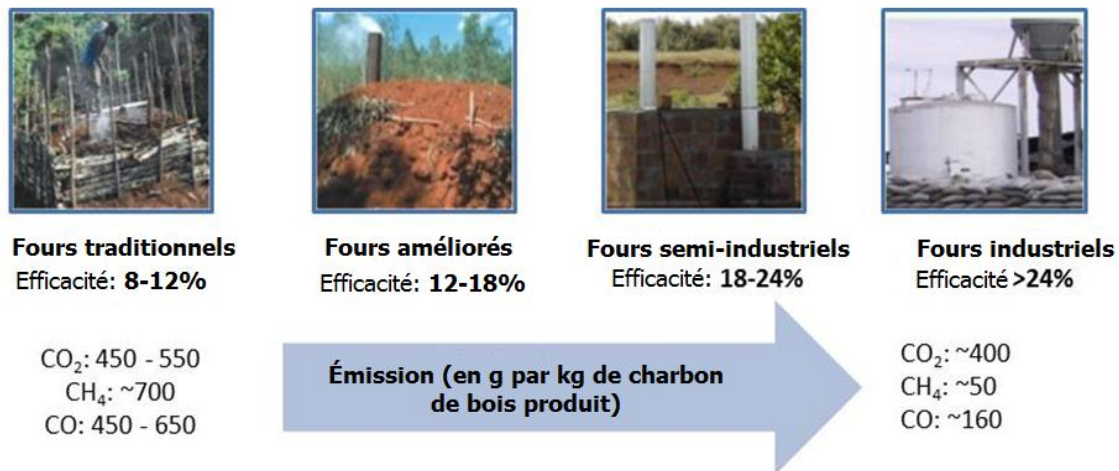 Fours traditionnels
Efficacité: 8-12%
Fours améliorés
Efficacité: 12-18%
Fours semi-industriels
Efficacité: 18-24%
Fours industriels
Efficacité >24%
CO₂: 450 - 550
CH₄: ~700
CO: 450 - 650
Émission (en g par kg de charbon
de bois produit)
CO₂: ~400
CH₄: ~50
CO: ~160